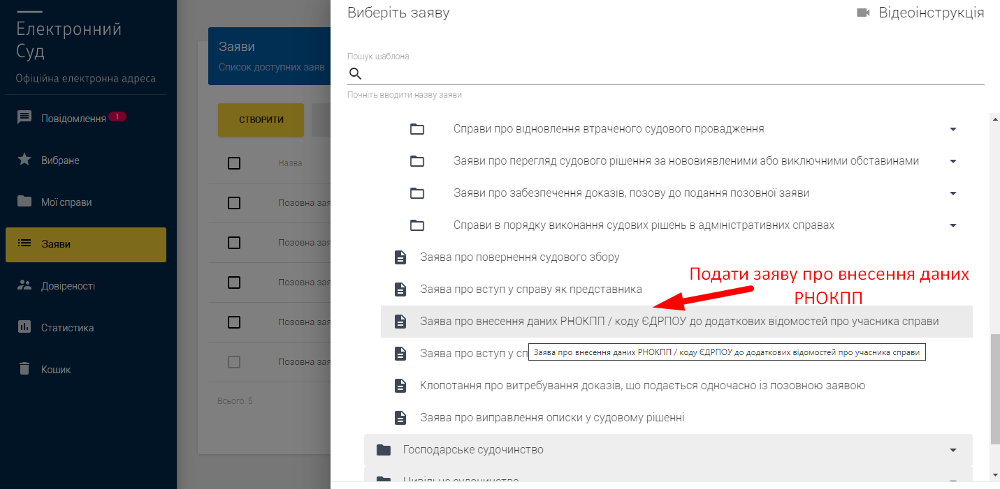 Електронний
Суд
Офіційна електронна адреса
Повідомлення 1
Вибране
Мої справи
Заяви
Довіреності
Статистика
Кошик
Заяви
Список доступних заяв
СТВОРИТИ
Назва
Позовна зая
Позовна зая
Позовна зая
Позовна зая
Позовна зая
Всього: 5
Виберіть заяву
Відеоінструкція
Пошук шаблона
Почніть вводити назву заяви
Справи про відновлення втраченого судового провадження
Заяви про перегляд судового рішення за нововиявленими або виключними обставинами
Заяви про забезпечення доказів, позову до подання позовної заяви
Справи в порядку виконання судових рішень в адміністративних справах
Заява про повернення судового збору
Подати заяву про внесення даних
РНОКПП
Заява про вступ у справу як представника
Заява про внесення даних РНОКПП / коду ЄДРПОУ до додаткових відомостей про учасника справи
Заява про вступ у сп
Заява про внесення даних РНОКПП / коду ЄДРПОУ до додаткових відомостей про учасника справи
Клопотання про витребування доказів, що подається одночасно із позовною заявою
Заява про виправлення описки у судовому рішенні
Господарське судочинство
Цивільне судочинство